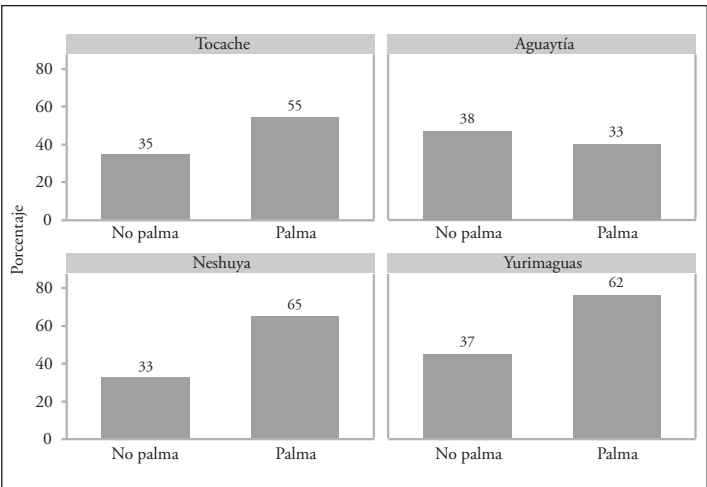 Tocache
Aguaytía
80
60
40
20
0
35
55
38
33
No palma
Palma
No palma
Palma
Porcentaje
Neshuya
Yurimaguas
80
60
40
20
0
33
65
37
62
No palma
Palma
No palma
Palma